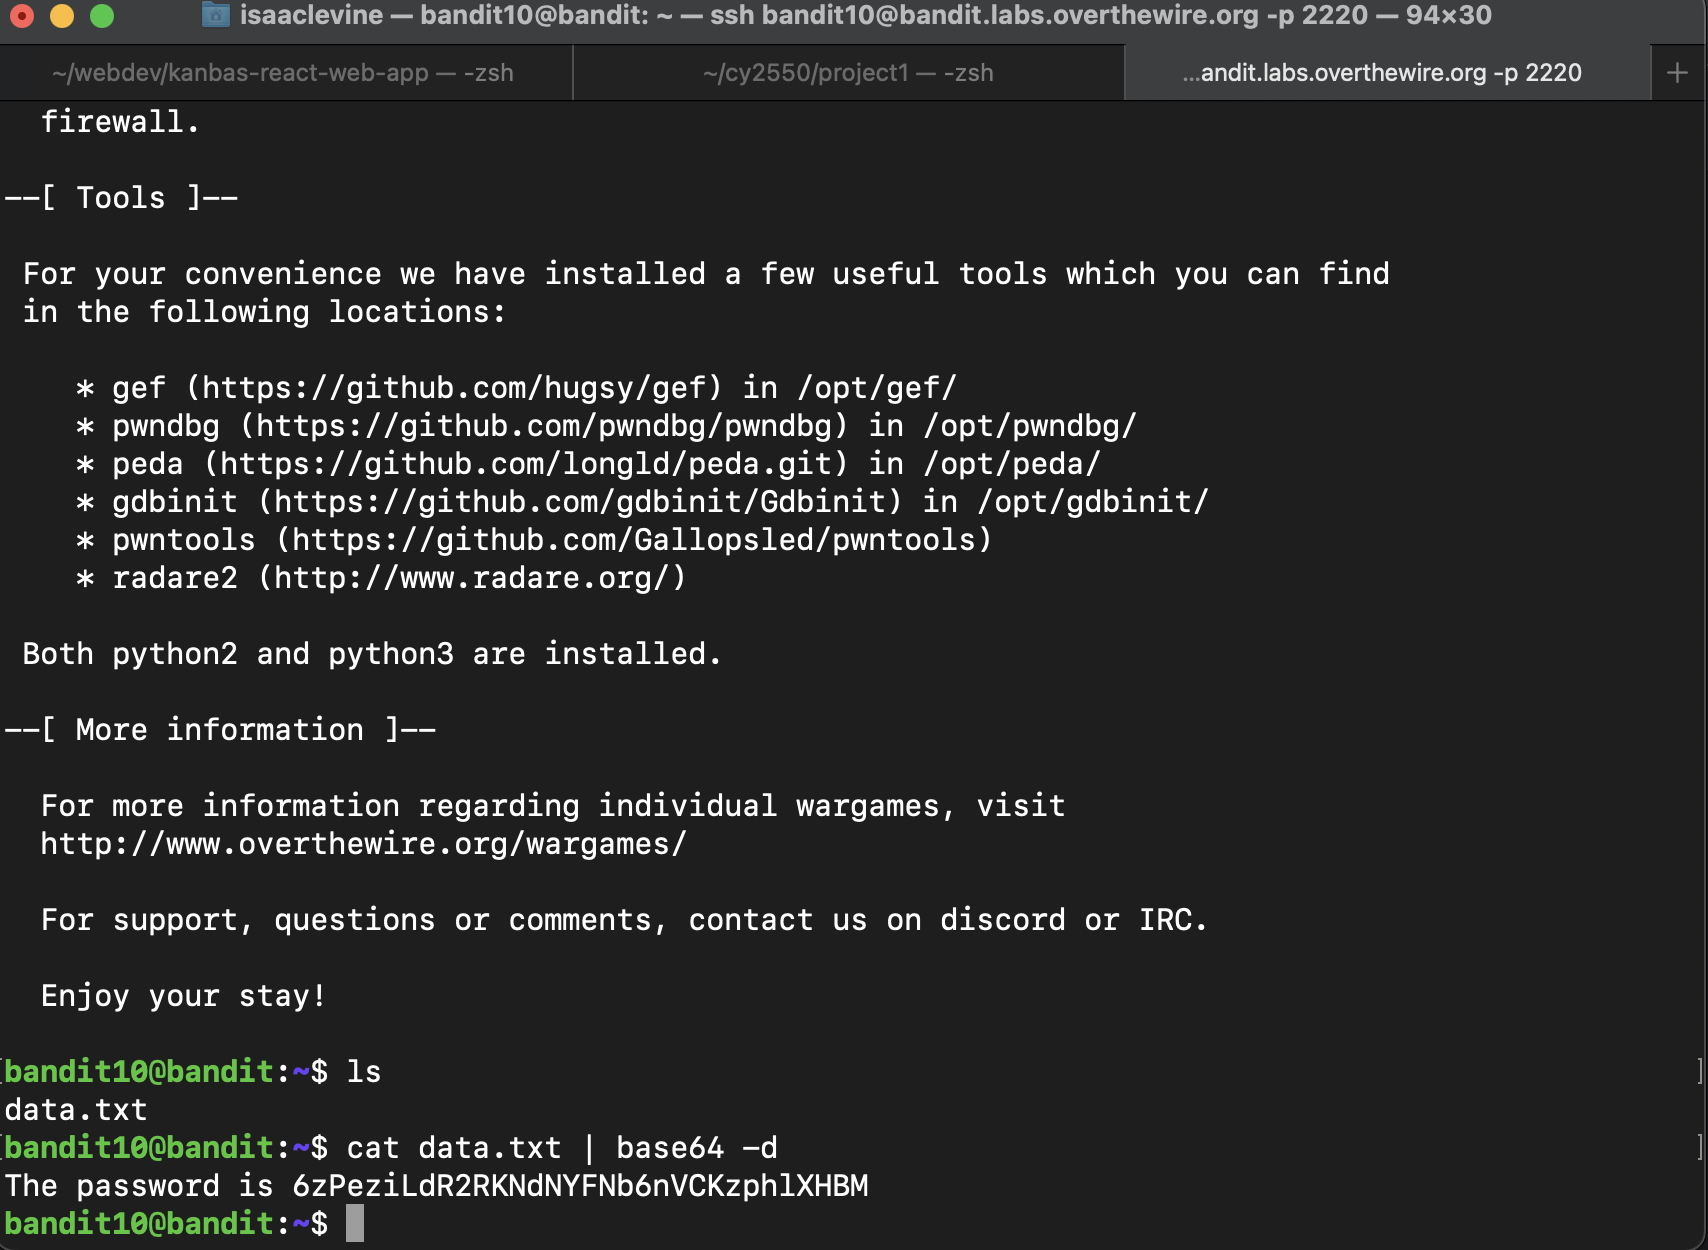 isaaclevine — bandit10@bandit: ~ — ssh bandit10@bandit.labs.overthewire.org -p 2220 — 94×30
~/webdev/kanbas-react-web-app — -zsh
~/cy2550/project1 — -zsh
...andit.labs.overthewire.org -p 2220
+
firewall.
--[ Tools ]--
For your convenience we have installed a few useful tools which you can find
in the following locations:
* gef (https://github.com/hugsy/gef) in /opt/gef/
* pwndbg (https://github.com/pwndbg/pwndbg) in /opt/pwndbg/
* peda (https://github.com/longld/peda.git) in /opt/peda/
* gdbinit (https://github.com/gdbinit/Gdbinit) in /opt/gdbinit/
* pwntools (https://github.com/Gallopsled/pwntools)
* radare2 (http://www.radare.org/)
Both python2 and python3 are installed.
--[ More information ]--
For more information regarding individual wargames, visit
http://www.overthewire.org/wargames/
For support, questions or comments, contact us on discord or IRC.
Enjoy your stay!
[bandit10@bandit:~$ ls ]
data.txt
[bandit10@bandit:~$ cat data.txt | base64 -d ]
The password is 6zPeziLdR2RKNdNYFNb6nVCKzphlXHBM
bandit10@bandit:~$